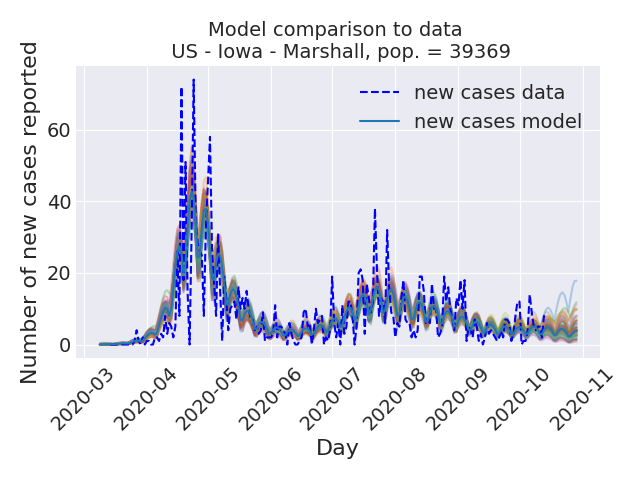 Model comparison to data
US - Iowa - Marshall, pop. = 39369
new cases data
new cases model
Number of new cases reported
60
40
20
0
2020-03
2020-04
2020-05
2020-06
2020-07
2020-08
2020-09
2020-10
2020-11
Day